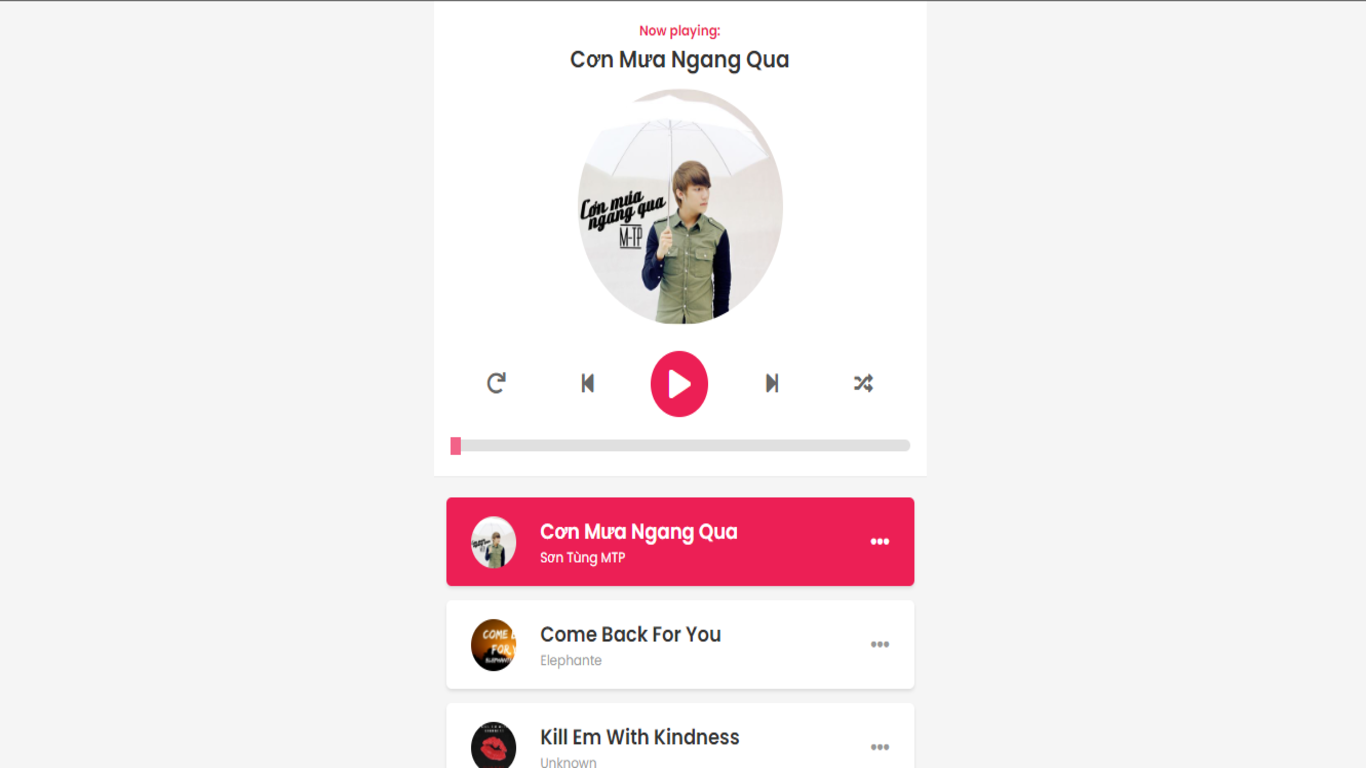 Now playing:
Cơn Mưa Ngang Qua
Cơn mưa
ngang qua
M-TP
Cơn Mưa Ngang Qua
Sơn Tùng MTP
COME
FOR
Come Back For You
Elephante
Kill Em With Kindness
Unknown